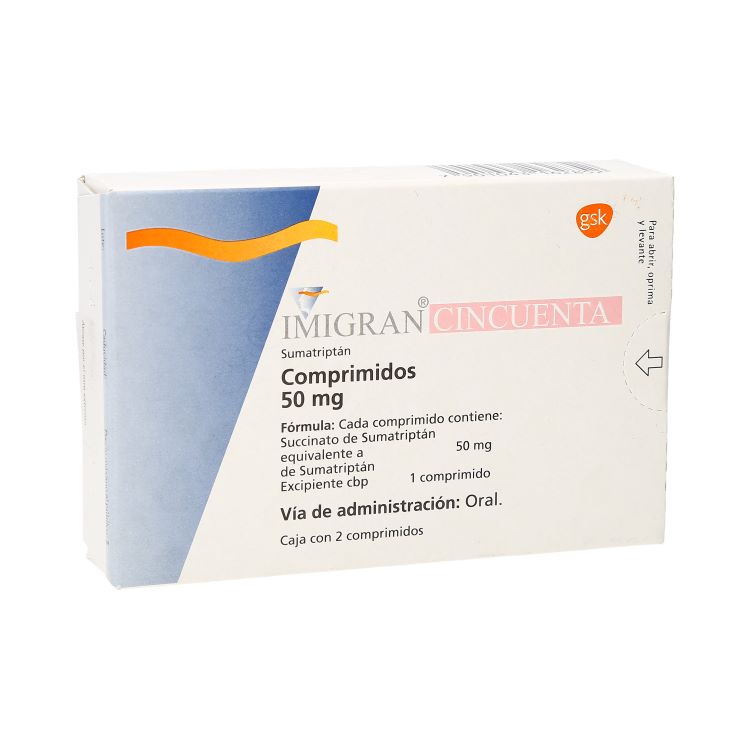 gsk
Para abrir, oprima
y levante
IMIGRAN® CINCUENTA
Sumatriptán
Comprimidos
50 mg
Fórmula: Cada comprimido contiene:
Succinato de Sumatriptán
equivalente a 50 mg
de Sumatriptán
Excipiente cbp 1 comprimido
Vía de administración: Oral.
Caja con 2 comprimidos